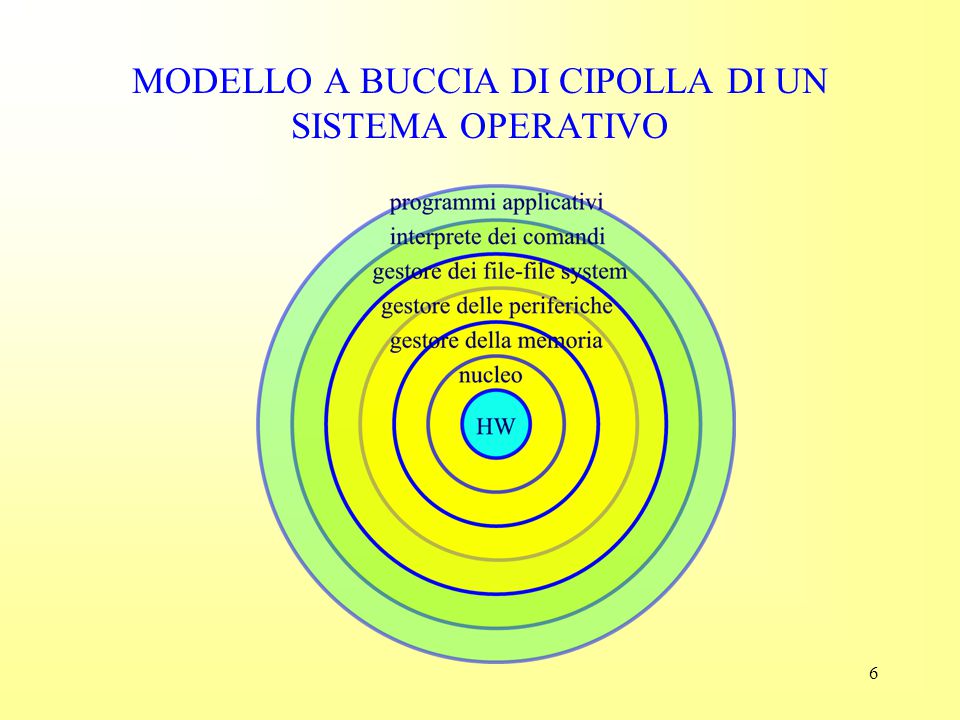 MODELLO A BUCCIA DI CIPOLLA DI UN
SISTEMA OPERATIVO
programmi applicativi
interprete dei comandi
gestore dei file-file system
gestore delle periferiche
gestore della memoria
nucleo
HW
6